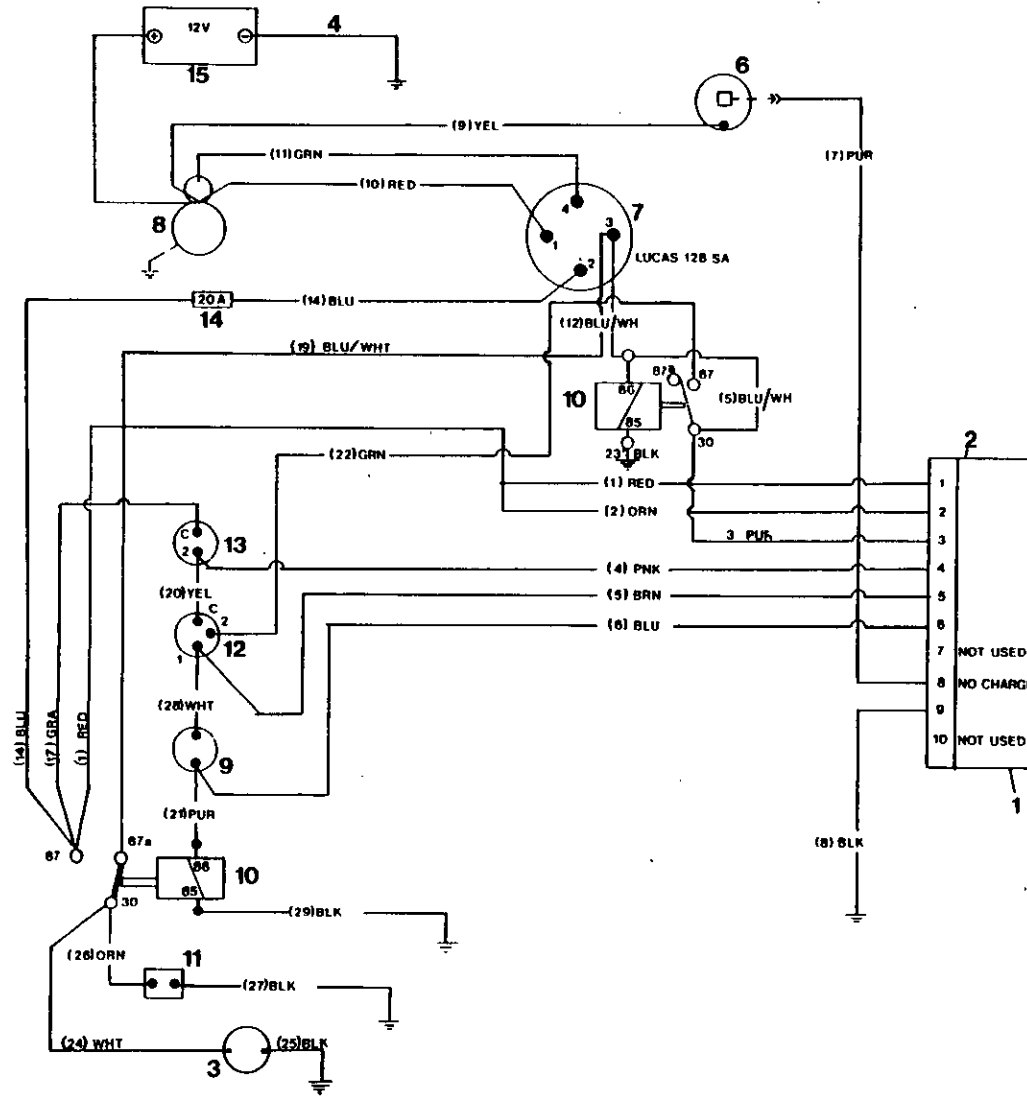 4
12V
15
6
(9)YEL
(11)GRN
(7)PUR
(10)RED
8
4
7
3
1
LUCAS 128 SA
2
20 A
(14)BLU
14
(12)BLU/WH
(19) BLU/WHT
87a
87
10
86
(5)BLU/WH
85
30
(22)GRN
23 BLK
2
(1) RED
1
(2)ORN
2
C
13
3 PUR
3
2
(4) PNK
4
(20)YEL
(5) BRN
5
C
2
(6) BLU
6
12
1
7 NOT USED
(28)WHT
8 NO CHARG
9
(14) BLU
(17) GRA
(1) RED
10 NOT USED
9
1
(21)PUR
(8) BLK
87
87a
86
10
85
30
(29)BLK
(26)ORN
11
(27)BLK
(24) WHT
3
(25)BLK